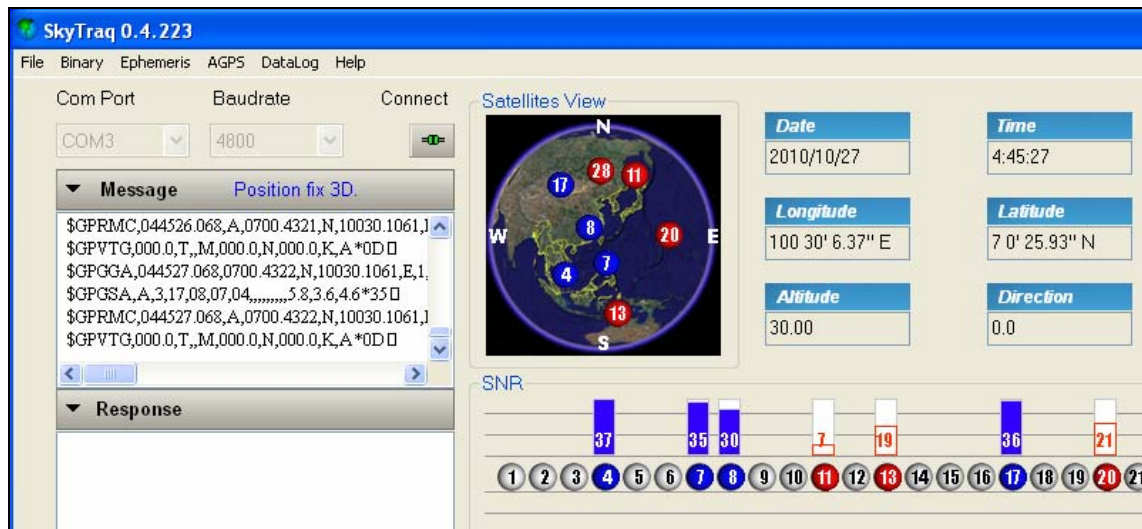 SkyTraq 0.4.223
File Binary Ephemeris AGPS DataLog Help
Com Port Baudrate Connect
COM3 4800
Message Position fix 3D.
$GPRMC,044526.068,A,0700.4321,N,10030.1061,
$GPVTG,000.0,T,,M,000.0,N,000.0,K,A*0D
$GPGGA,044527.068,0700.4322,N,10030.1061,E,1,
$GPGSA,A,3,17,08,07,04,,,,,,,,,5.8,3.6,4.6*35
$GPRMC,044527.068,A,0700.4322,N,10030.1061,
$GPVTG,000.0,T,,M,000.0,N,000.0,K,A*0D
Response
Satellites View
N
28 11
17
8
W 20 E
7
4
13
S
Date Time
2010/10/27 4:45:27
Longitude Latitude
100 30' 6.37" E 7 0' 25.93" N
Altitude Direction
30.00 0.0
SNR
37 35 30 7 19 36 21
1 2 3 4 5 6 7 8 9 10 11 12 13 14 15 16 17 18 19 20 21